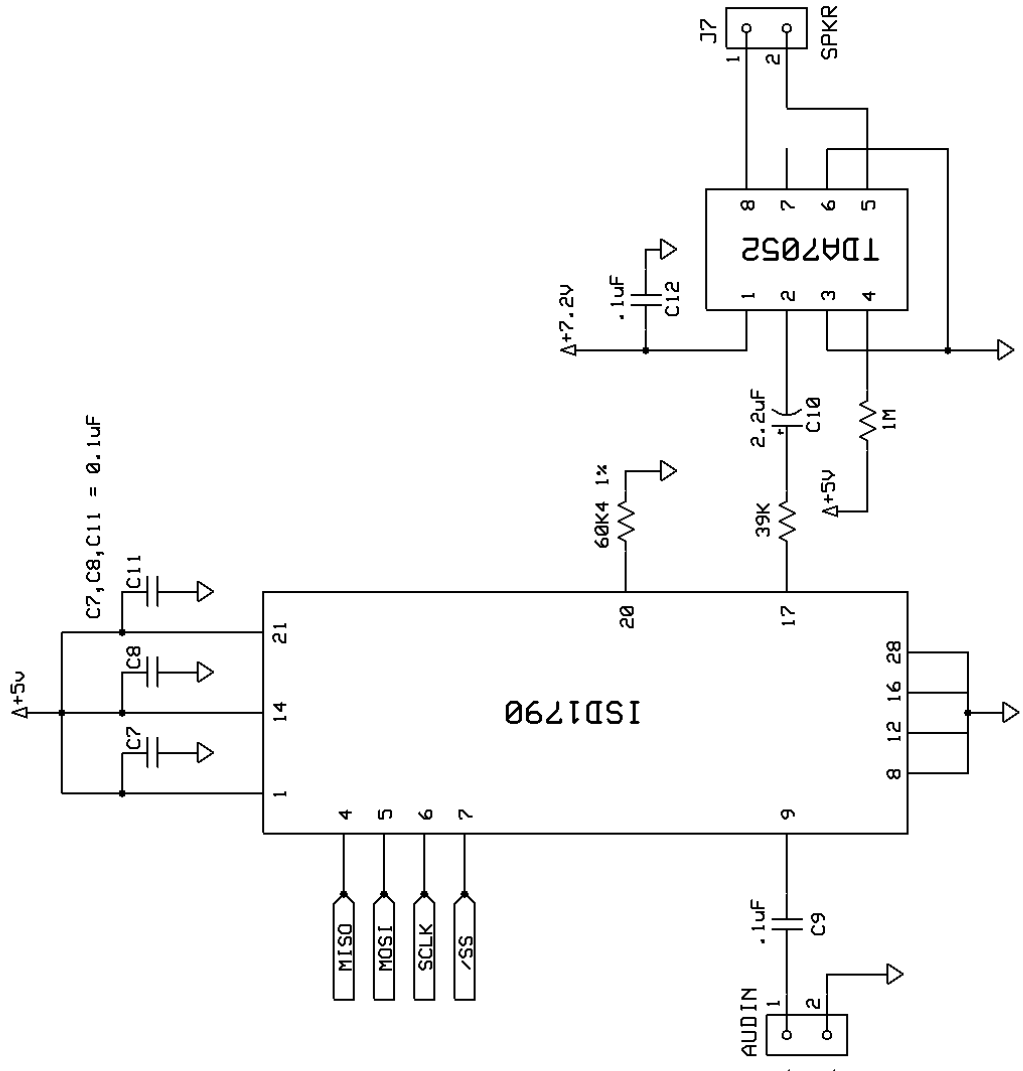 J7
1
2
SPKR
8
7
6
5
TDA7052
1
2
3
4
+7.2V
.1uF
C12
2.2uF
C10
1M
+5V
39K
60K4 1%
C7,C8,C11 = 0.1uF
+5v
C11
C8
C7
21
14
1
20
17
ISD1790
28
16
12
8
4
5
6
7
9
MISO
MOSI
SCLK
/SS
.1uF
C9
AUDIN
1
2